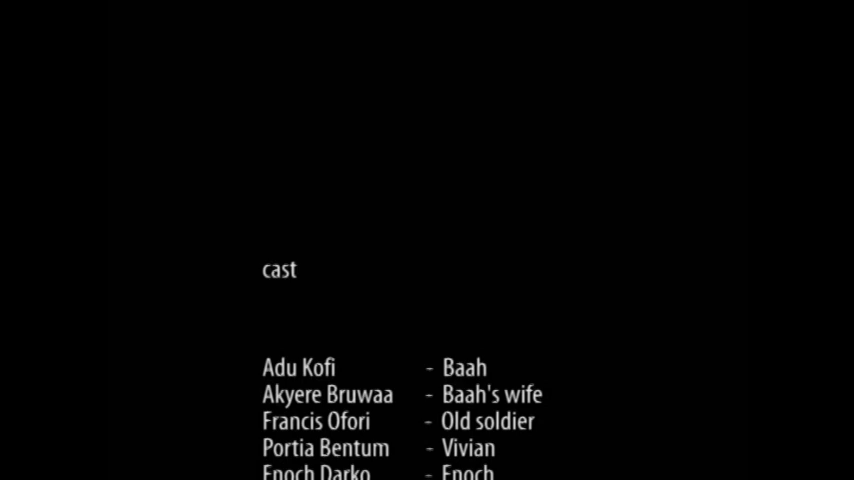 cast
Adu Kofi - Baah
Akyere Bruwaa - Baah's wife
Francis Ofori - Old soldier
Portia Bentum - Vivian
Enoch Darko - Enoch